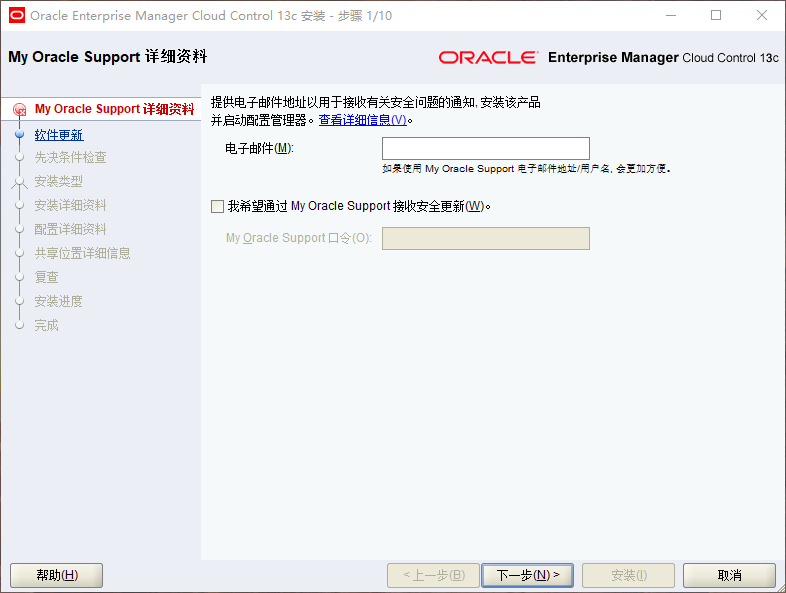 Oracle Enterprise Manager Cloud Control 13c 安装 - 步骤 1/10
My Oracle Support 详细资料
ORACLE Enterprise Manager Cloud Control 13c
My Oracle Support 详细资料
软件更新
先决条件检查
安装类型
安装详细资料
配置详细资料
共享位置详细信息
复查
安装进度
完成
提供电子邮件地址以用于接收有关安全问题的通知, 安装该产品
并启动配置管理器。查看详细信息(V)。
电子邮件(M):
如果使用 My Oracle Support 电子邮件地址/用户名, 会更加方便。
我希望通过 My Oracle Support 接收安全更新(W)。
My Oracle Support 口令(O):
帮助(H)
< 上一步(B)
下一步(N) >
安装(I)
取消